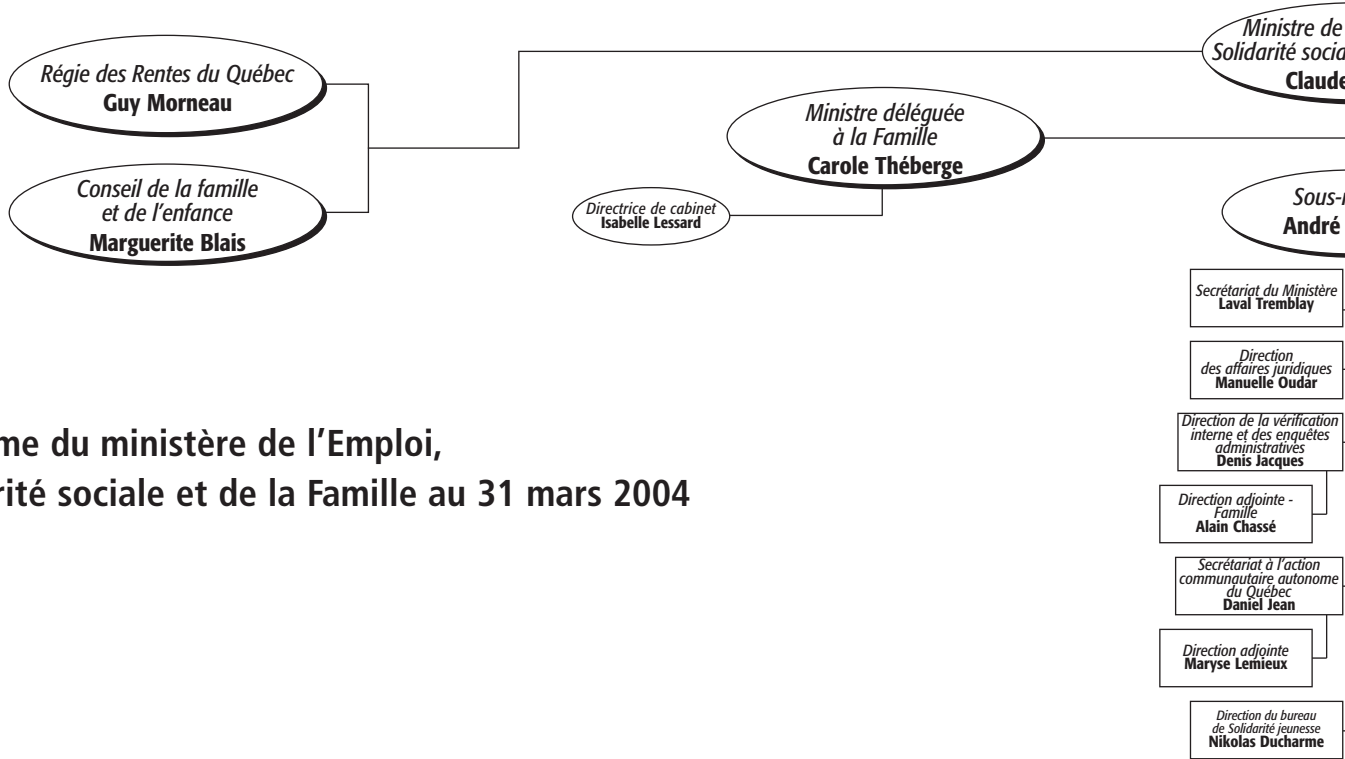 Régie des Rentes du Québec
Guy Morneau
Conseil de la famille
et de l'enfance
Marguerite Blais
Ministre déléguée
à la Famille
Carole Théberge
Directrice de cabinet
Isabelle Lessard
Ministre de
Solidarité
Claude
André
Secrétariat du Ministère
Laval Tremblay
Direction
des affaires juridiques
Manuelle Oudar
Direction de la vérification
interne et des enquêtes
administratives
Denis Jacques
Direction adjointe -
Famille
Alain Chassé
Secrétariat à l'action
communautaire autonome
du Québec
Daniel Jean
Direction adjointe
Maryse Lemieux
Direction du bureau
de Solidarité jeunesse
Nikolas Ducharme
du ministère de l'Emploi,
sociale et de la Famille au 31 mars 2004